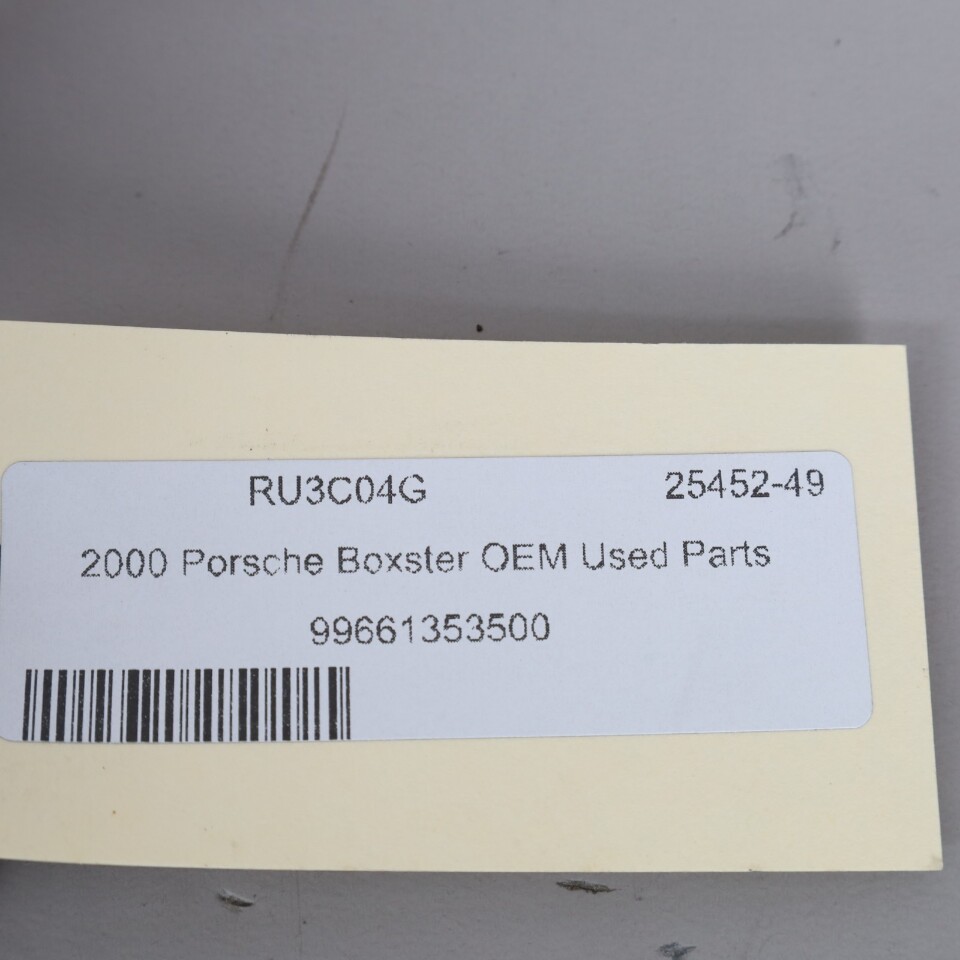 RU3C04G 25452-49
2000 Porsche Boxster OEM Used Parts
99661353500